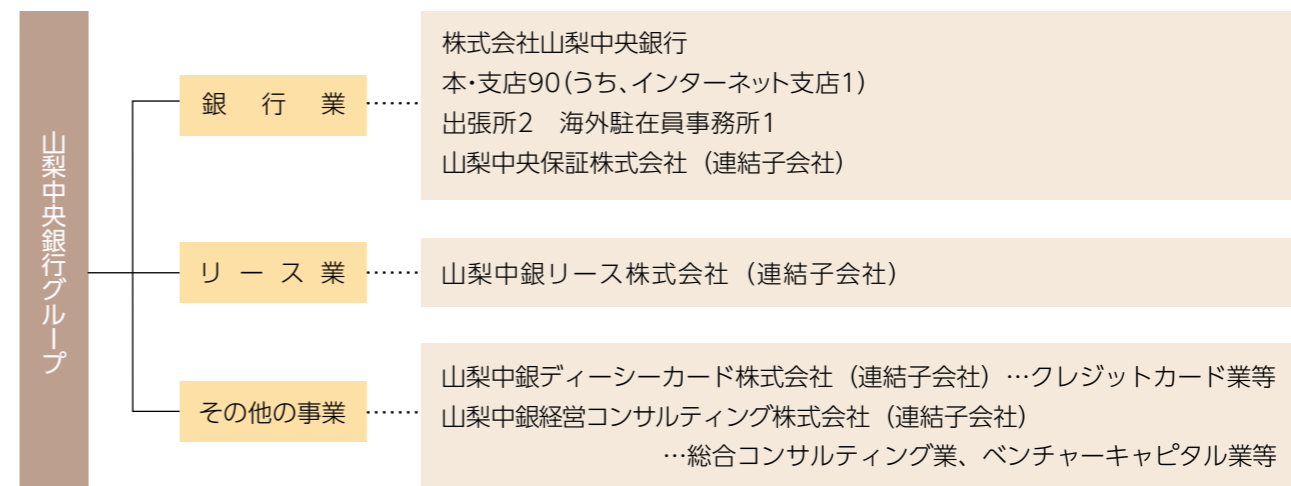 山梨中央銀行グループ
銀行業
株式会社山梨中央銀行
本・支店90(うち、インターネット支店1)
出張所2 海外駐在員事務所1
山梨中央保証株式会社(連結子会社)
リース業
山梨中銀リース株式会社(連結子会社)
その他の事業
山梨中銀ディーシーカード株式会社(連結子会社)…クレジットカード業等
山梨中銀経営コンサルティング株式会社(連結子会社)
…総合コンサルティング業、ベンチャーキャピタル業等